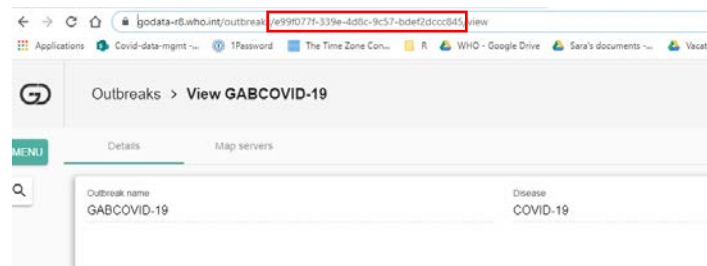 godata-r8.who.int/outbreaks/e99f077f-339e-4d8c-9c57-bdef2dccc845/view
Applications Covid-data-mgmt -... 1Password The Time Zone Con... R WHO - Google Drive Sara's documents -... Vacat
Outbreaks > View GABCOVID-19
MENU
Details Map servers
Outbreak name Disease
GABCOVID-19 COVID-19